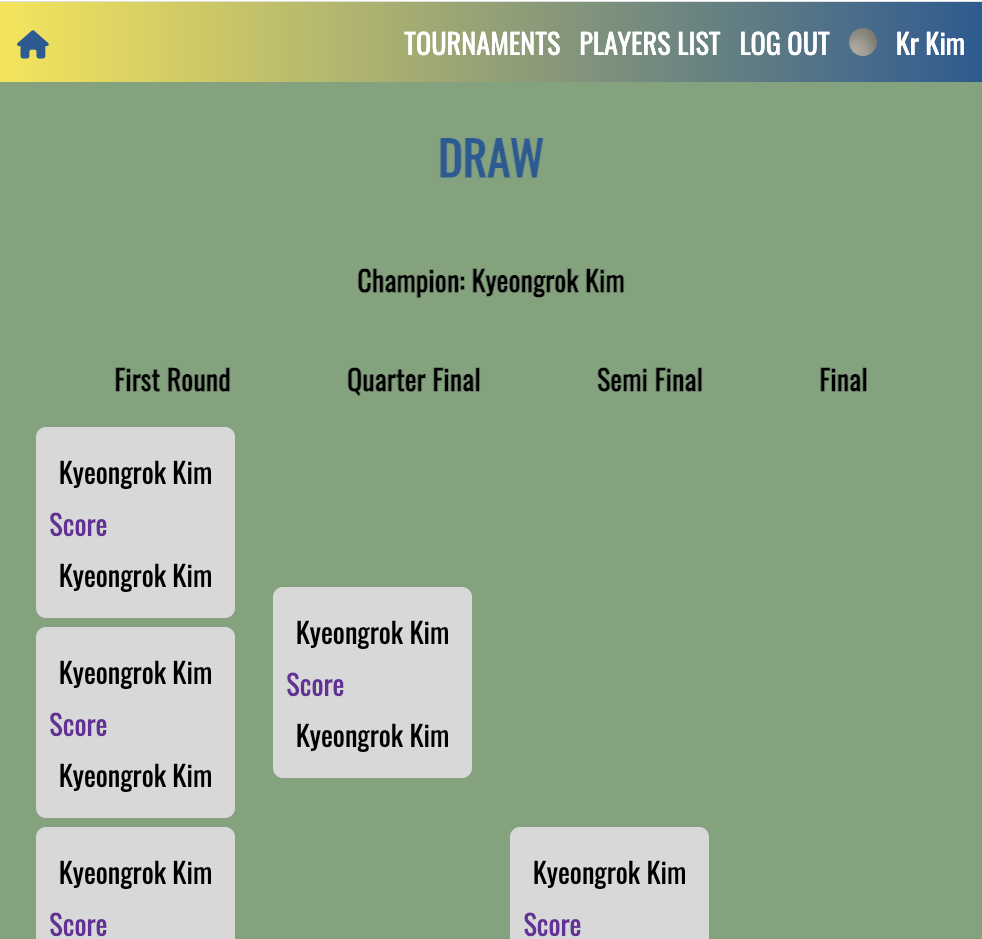 TOURNAMENTS PLAYERS LIST LOG OUT Kr Kim
DRAW
Champion: Kyeongrok Kim
First Round Quarter Final Semi Final Final
Kyeongrok Kim
Score
Kyeongrok Kim
Kyeongrok Kim
Score
Kyeongrok Kim
Kyeongrok Kim
Score
Kyeongrok Kim
Score
Kyeongrok Kim
Kyeongrok Kim
Score